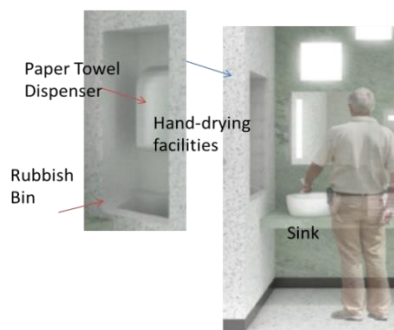 Paper Towel
Dispenser
Hand-drying
facilities
Rubbish
Bin
Sink